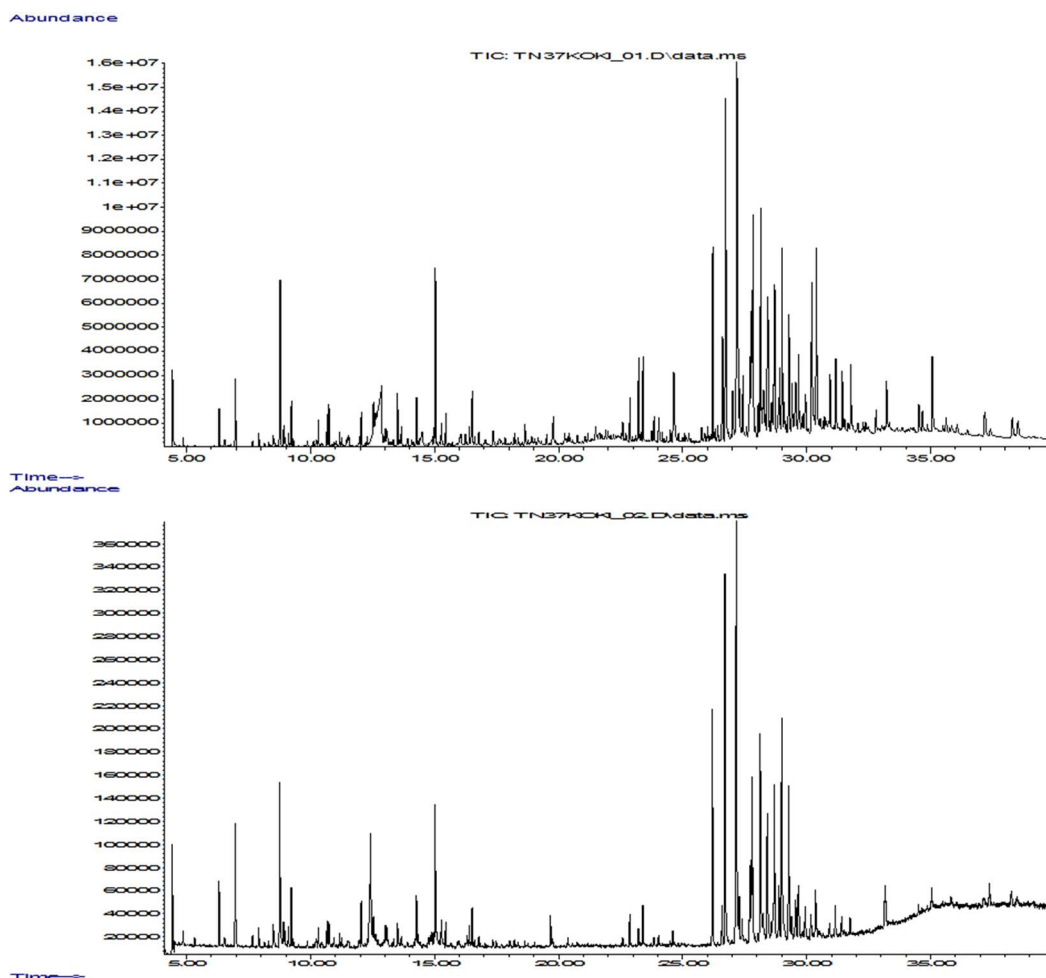 Abundance
TIC: TN37KOKI_01.D\data.ms
1.6e+07
1.5e+07
1.4e+07
1.3e+07
1.2e+07
1.1e+07
1e+07
9000000
8000000
7000000
6000000
5000000
4000000
3000000
2000000
1000000
5.00 10.00 15.00 20.00 25.00 30.00 35.00
Time-->
Abundance
TIC: TN37KOKI_02.D\data.ms
360000
340000
320000
300000
280000
260000
240000
220000
200000
180000
160000
140000
120000
100000
80000
60000
40000
20000
5.00 10.00 15.00 20.00 25.00 30.00 35.00
Time-->